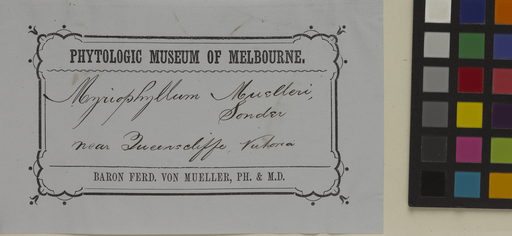 PHYTOLOGIC MUSEUM OF MELBOURNE.
Myriophyllum Muelleri,
Sonder
near Queenscliffe, Victoria
BARON FERD. VON MUELLER, PH. & M.D.